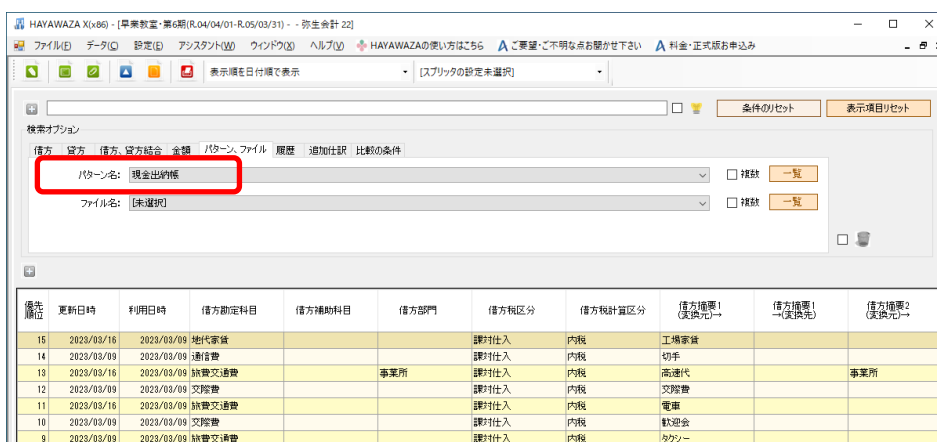 HAYAWAZA X(x86) - [早業教室・第6期(R.04/04/01-R.05/03/31) - - 弥生会計 22]
ファイル(F) データ(C) 設定(E) アシスタント(W) ウィンドウ(X) ヘルプ(V) HAYAWAZAの使い方はこちら ご要望・ご不明な点お聞かせ下さい 料金・正式版お申込み
表示順を日付順で表示 [スプリッタの設定未選択]
条件のリセット 表示項目リセット
検索オプション
借方 貸方 借方、貸方結合 金額 パターン、ファイル 履歴 追加仕訳 比較の条件
パターン名: 現金出納帳 複数 一覧
ファイル名: [未選択] 複数 一覧
優先順位 更新日時 利用日時 借方勘定科目 借方補助科目 借方部門 借方税区分 借方税計算区分 借方摘要1(変換元)→ 借方摘要1→(変換先) 借方摘要2(変換元)→
15 2023/03/16 2023/03/09 地代家賃 課対仕入 内税 工場家賃
14 2023/03/09 2023/03/09 通信費 課対仕入 内税 切手
13 2023/03/16 2023/03/09 旅費交通費 事業所 課対仕入 内税 高速代 事業所
12 2023/03/09 2023/03/09 交際費 課対仕入 内税 交際費
11 2023/03/16 2023/03/09 旅費交通費 課対仕入 内税 電車
10 2023/03/09 2023/03/09 交際費 課対仕入 内税 歓迎会
9 2023/03/09 2023/03/09 旅費交通費 課対仕入 内税 タクシー